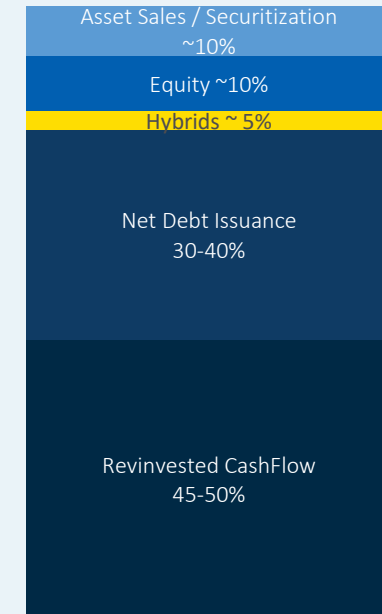 Asset Sales / Securitization
~10%
Equity ~10%
Hybrids ~ 5%
Net Debt Issuance
30-40%
Revinvested CashFlow
45-50%